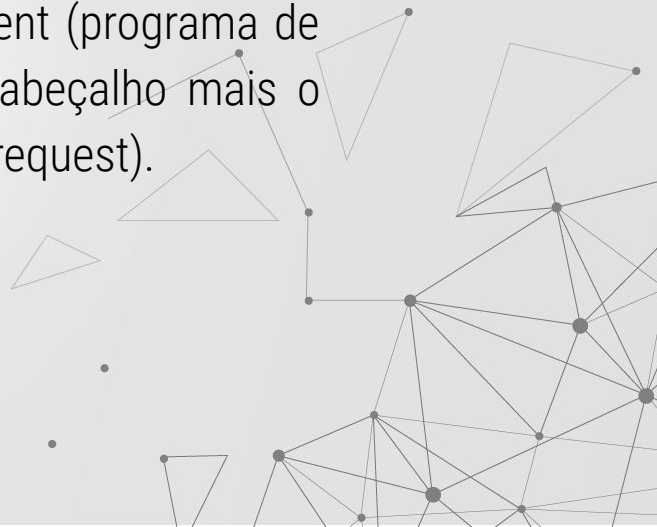 ent (programa de
abeçalho mais o
request).